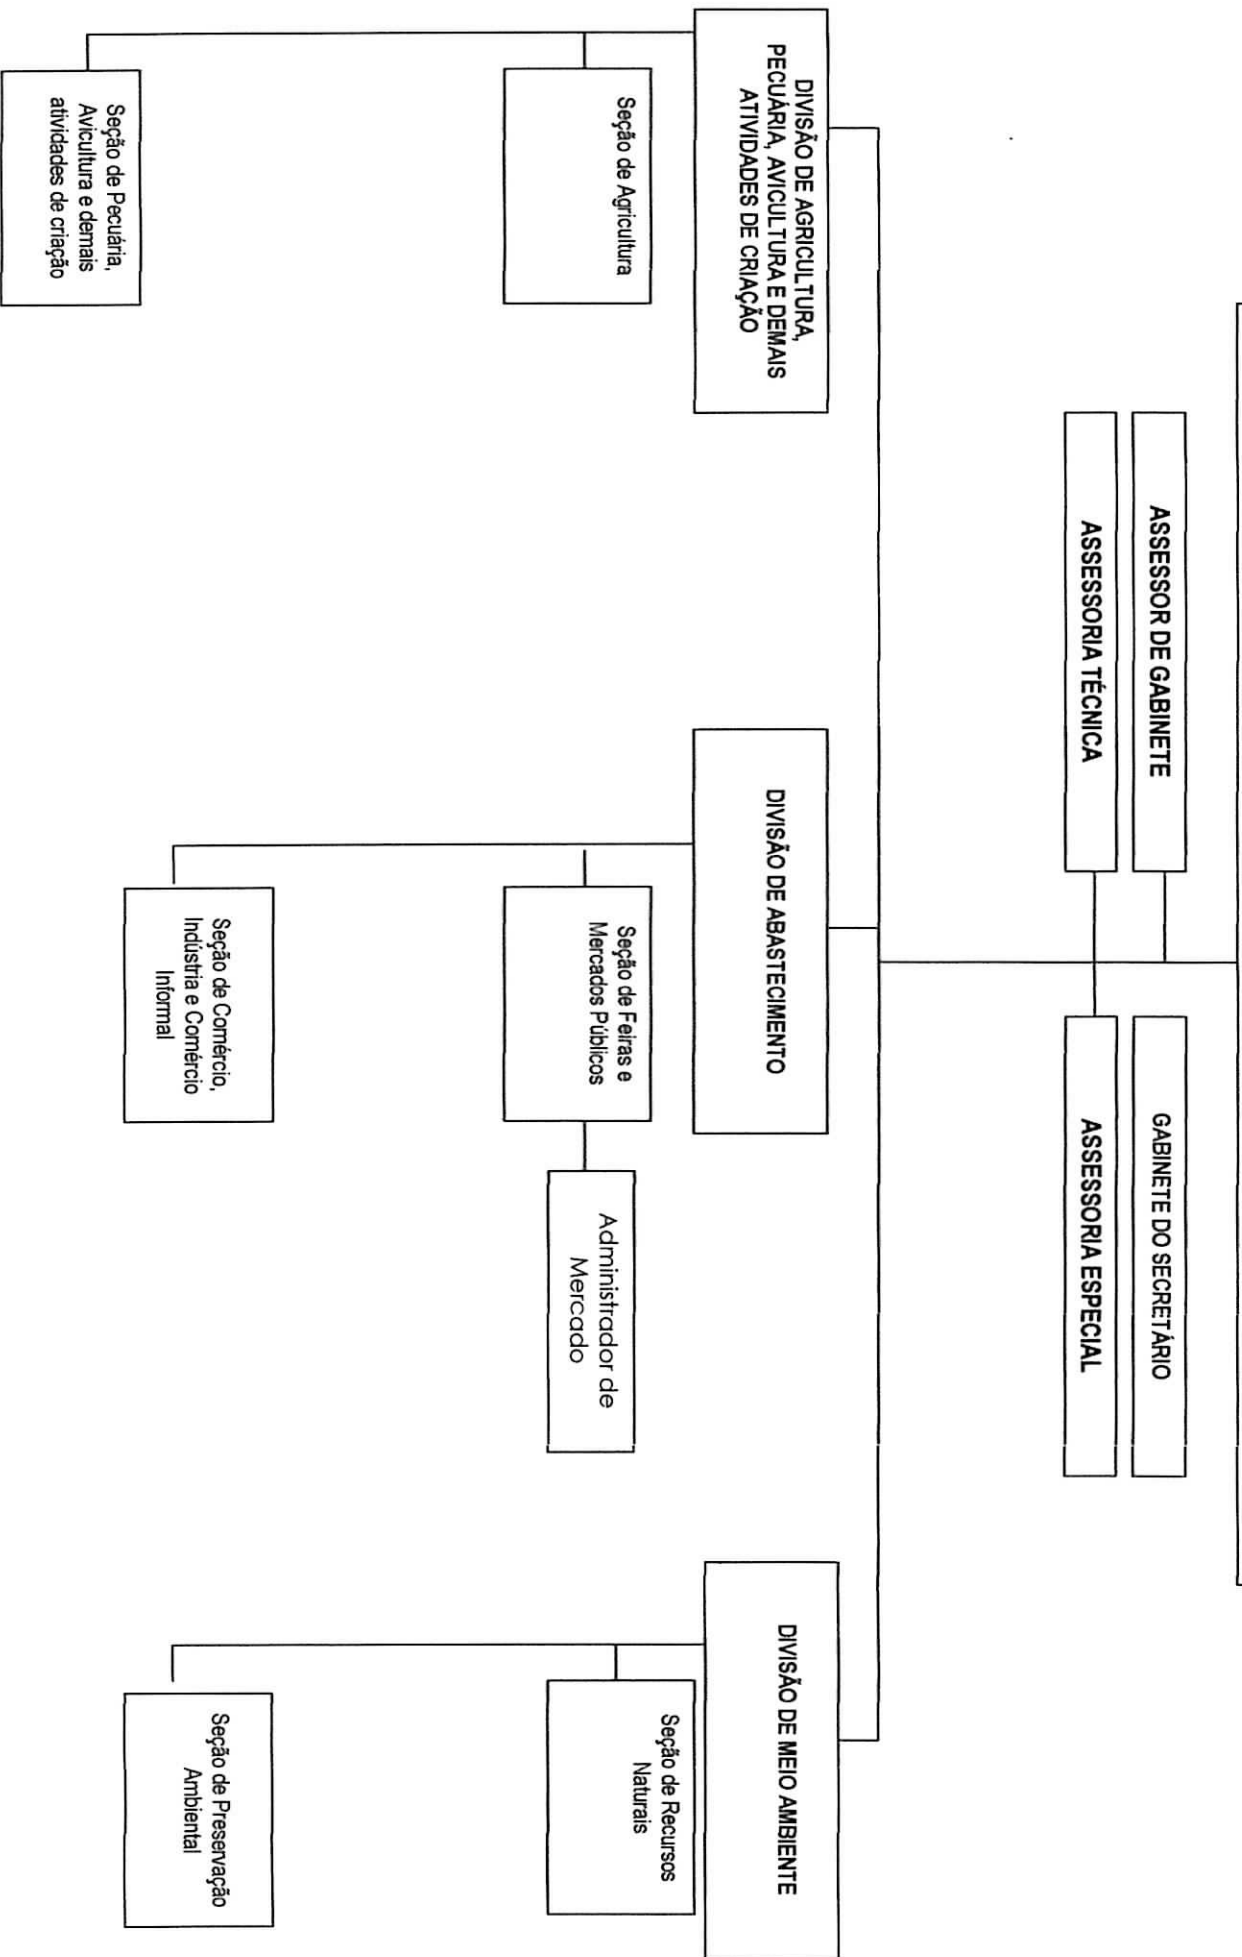 ASSESSOR DE GABINETE
GABINETE DO SECRETÁRIO
ASSESSORIA TÉCNICA
ASSESSORIA ESPECIAL
DIVISÃO DE AGRICULTURA,
PECUÁRIA, AVICULTURA E DEMAIS
ATIVIDADES DE CRIAÇÃO
DIVISÃO DE ABASTECIMENTO
DIVISÃO DE MEIO AMBIENTE
Seção de Agricultura
Seção de Feiras e
Mercados Públicos
Administrador de
Mercado
Seção de Recursos
Naturais
Seção de Pecuária,
Avicultura e demais
atividades de criação
Seção de Comércio,
Indústria e Comércio
Informal
Seção de Preservação
Ambiental